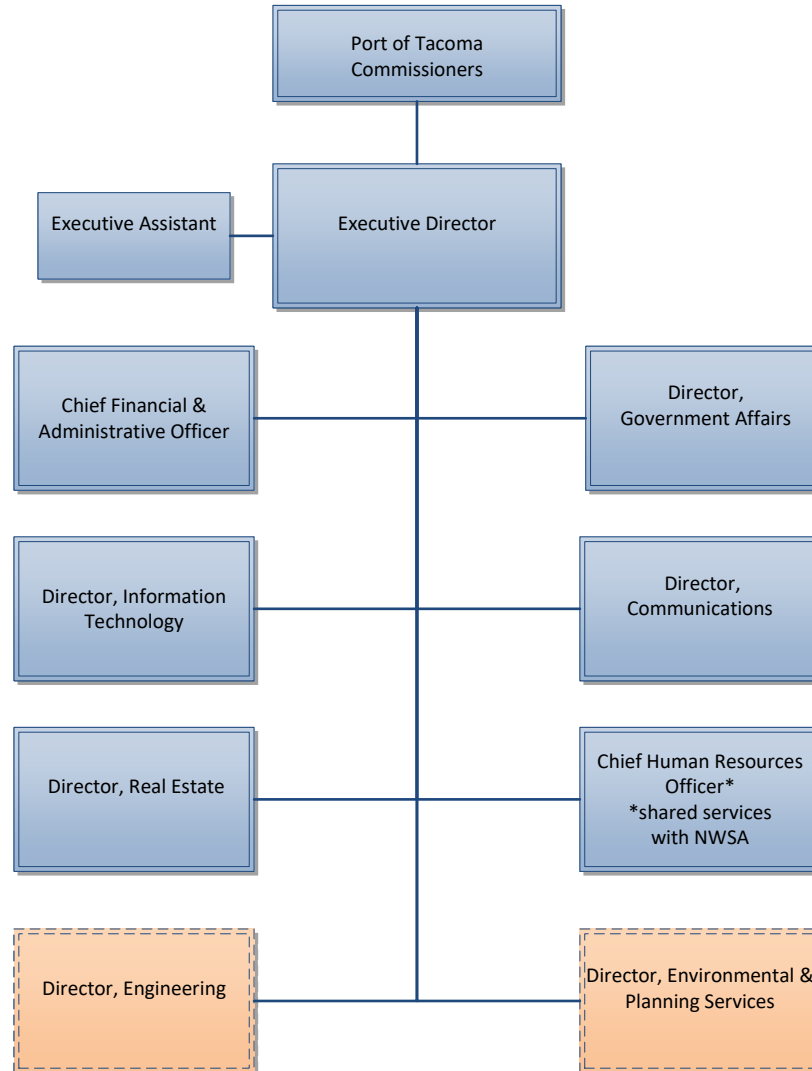 Port of Tacoma
Commissioners
Executive Assistant
Executive Director
Chief Financial &
Administrative Officer
Director,
Government Affairs
Director, Information
Technology
Director,
Communications
Director, Real Estate
Chief Human Resources
Officer*
*shared services
with NWSA
Director, Engineering
Director, Environmental &
Planning Services